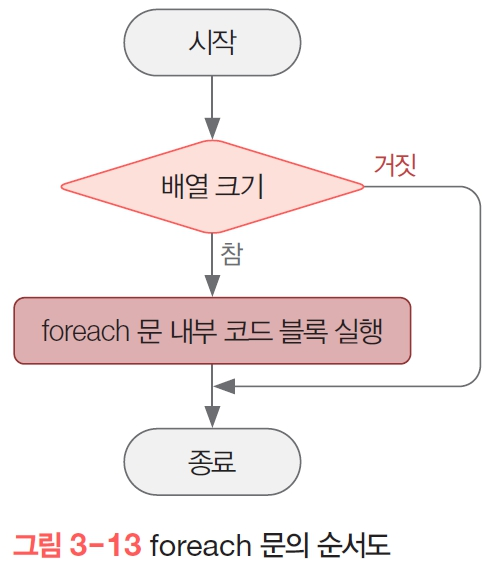 시작
배열 크기
거짓
참
foreach 문 내부 코드 블록 실행
종료
그림 3-13 foreach 문의 순서도